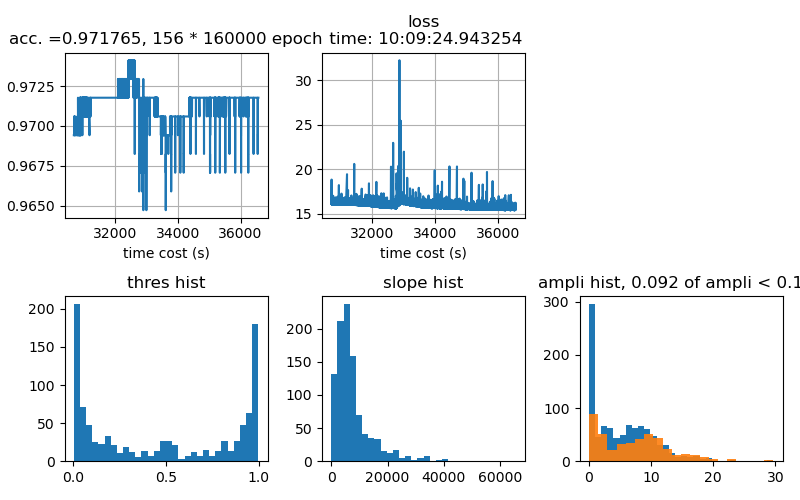 acc. =0.971765, 156 * 160000 epoch
loss
time: 10:09:24.943254
0.9725
0.9700
0.9675
0.9650
32000 34000 36000
time cost (s)
30
25
20
15
32000 34000 36000
time cost (s)
thres hist
200
150
100
50
0
0.0 0.5 1.0
slope hist
200
150
100
50
0
0 20000 40000 60000
ampli hist, 0.092 of ampli < 0.1
300
200
100
0
0 10 20 30